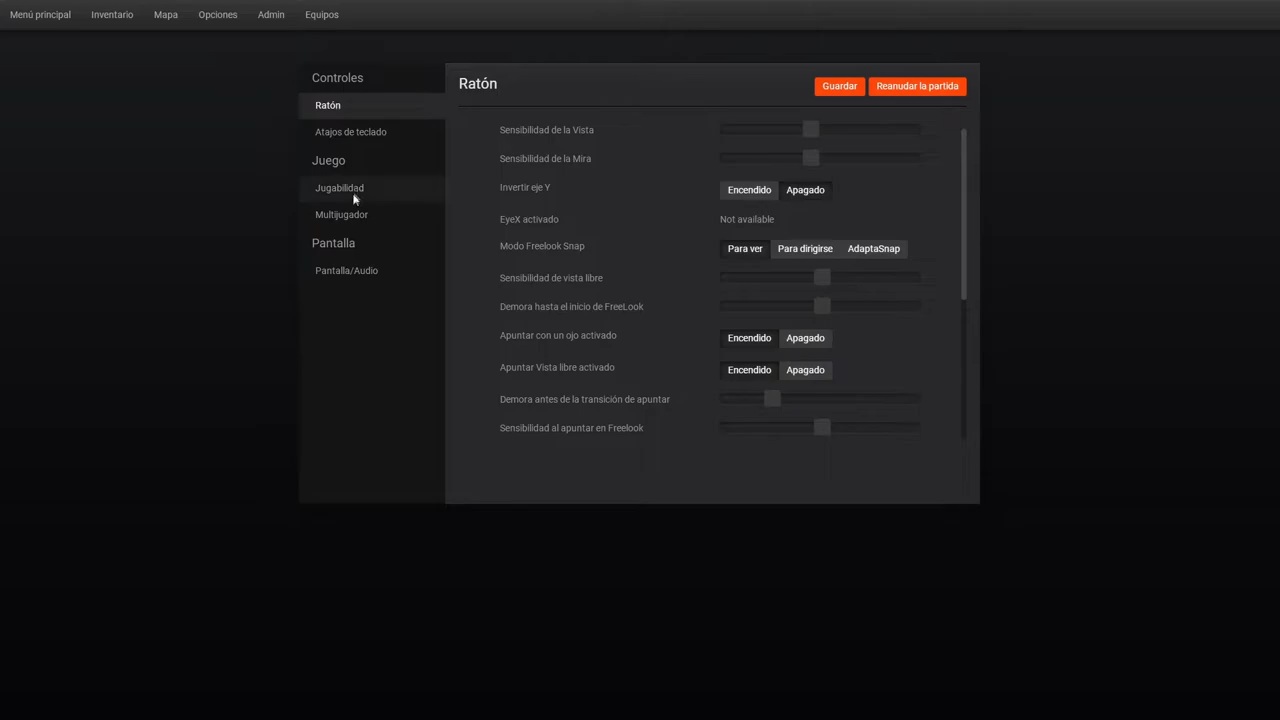 Menú principal Inventario Mapa Opciones Admin Equipos
Controles
Ratón
Atajos de teclado
Juego
Jugabilidad
Multijugador
Pantalla
Pantalla/Audio
Ratón
Guardar Reanudar la partida
Sensibilidad de la Vista
Sensibilidad de la Mira
Invertir eje Y Encendido Apagado
EyeX activado Not available
Modo Freelook Snap Para ver Para dirigirse AdaptaSnap
Sensibilidad de vista libre
Demora hasta el inicio de FreeLook
Apuntar con un ojo activado Encendido Apagado
Apuntar Vista libre activado Encendido Apagado
Demora antes de la transición de apuntar
Sensibilidad al apuntar en Freelook